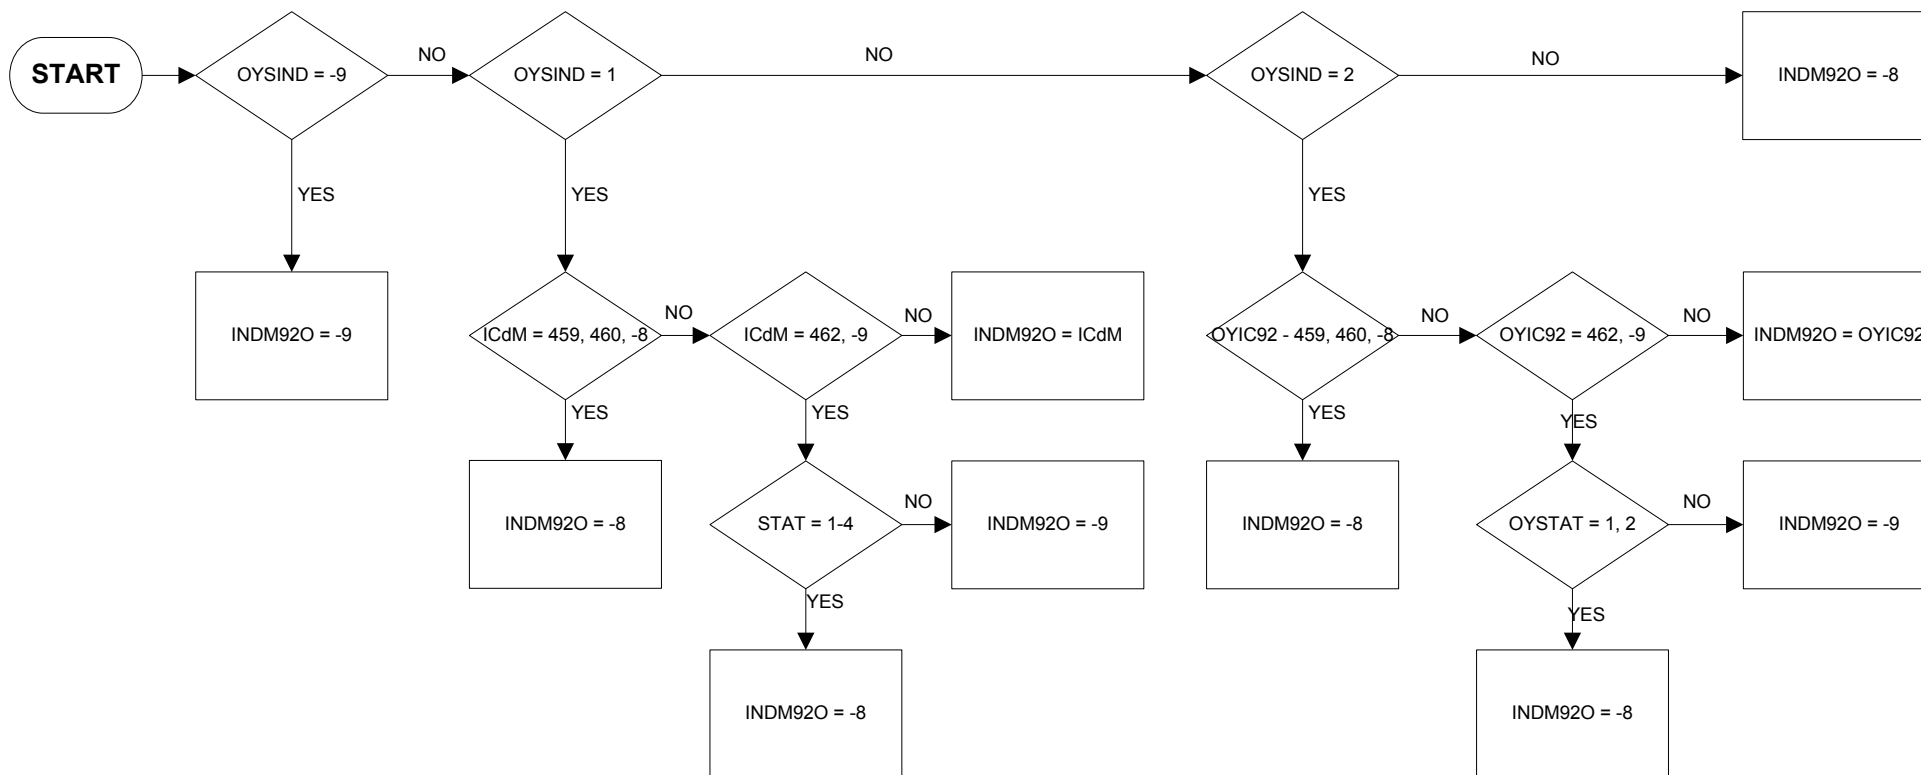 START
OYSIND = -9
NO
OYSIND = 1
NO
OYSIND = 2
NO
INDM92O = -8
YES
YES
YES
INDM92O = -9
ICdM = 459, 460, -8
NO
ICdM = 462, -9
NO
INDM92O = ICdM
OYIC92 - 459, 460, -8
NO
OYIC92 = 462, -9
NO
INDM92O = OYIC92
YES
YES
YES
YES
INDM92O = -8
STAT = 1-4
NO
INDM92O = -9
INDM92O = -8
OYSTAT = 1, 2
NO
INDM92O = -9
YES
YES
INDM92O = -8
INDM92O = -8